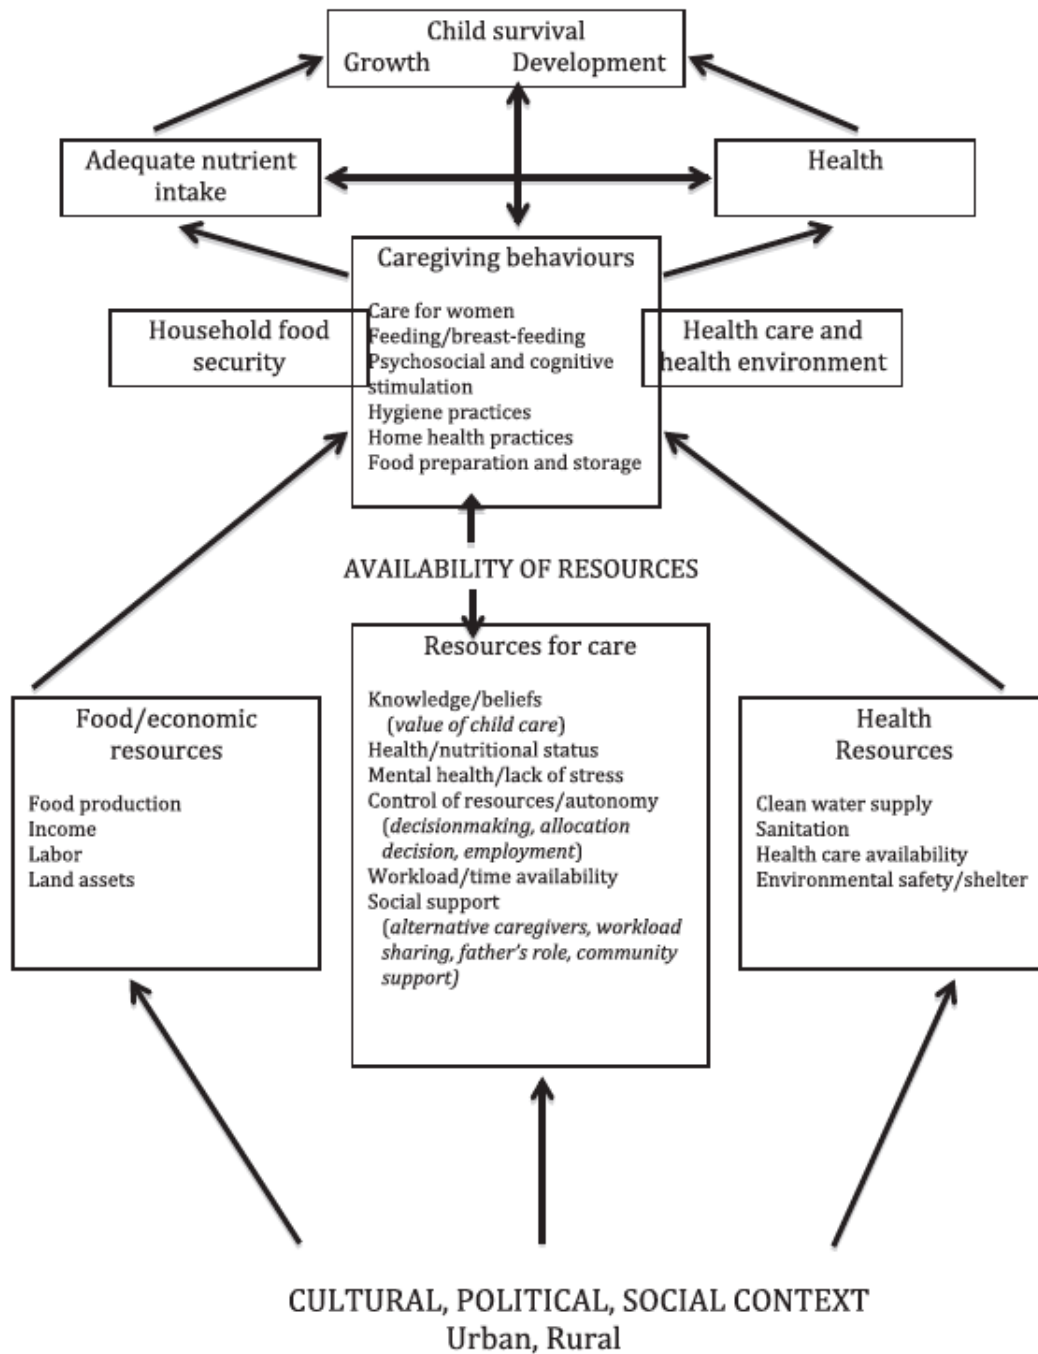 Child survival
Growth Development
Adequate nutrient
intake
Health
Caregiving behaviours
Care for women
Feeding/breast-feeding
Psychosocial and cognitive
stimulation
Hygiene practices
Home health practices
Food preparation and storage
Household food
security
Health care and
health environment
AVAILABILITY OF RESOURCES
Food/economic
resources
Food production
Income
Labor
Land assets
Resources for care
Knowledge/beliefs
(value of child care)
Health/nutritional status
Mental health/lack of stress
Control of resources/autonomy
(decisionmaking, allocation
decision, employment)
Workload/time availability
Social support
(alternative caregivers, workload
sharing, father's role, community
support)
Health
Resources
Clean water supply
Sanitation
Health care availability
Environmental safety/shelter
CULTURAL, POLITICAL, SOCIAL CONTEXT
Urban, Rural